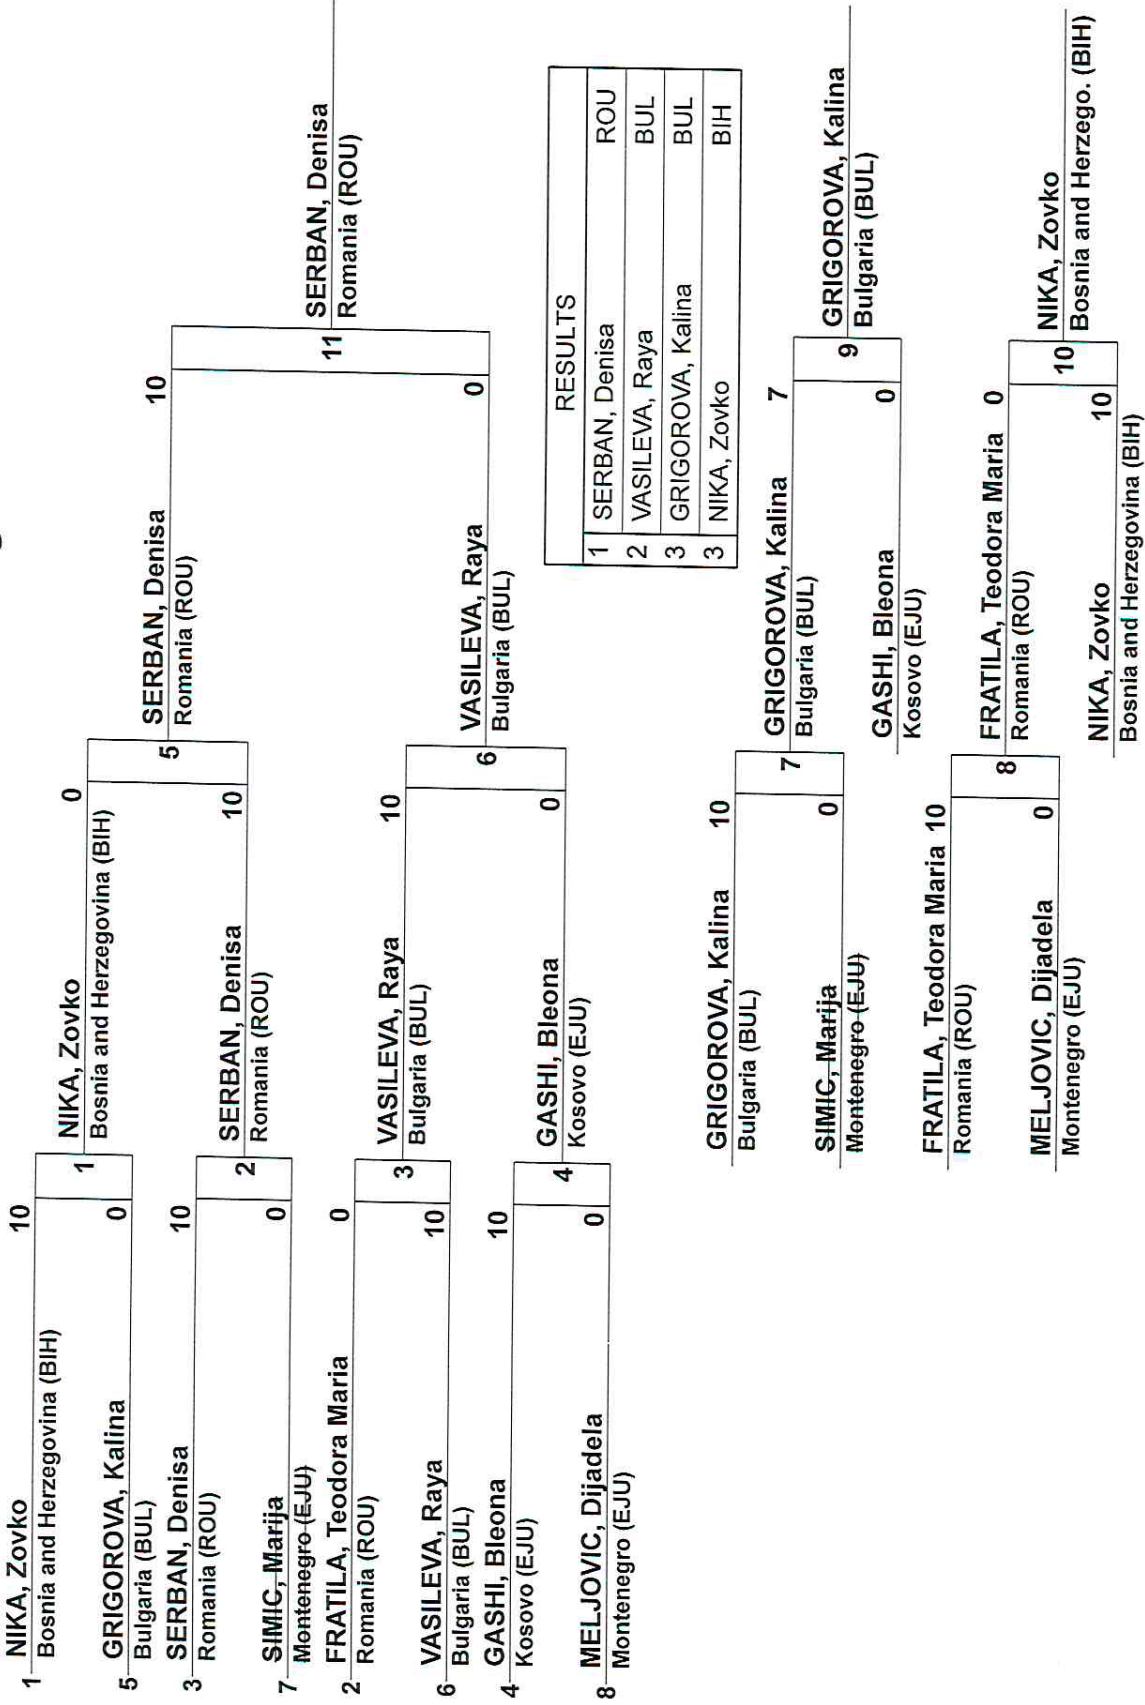 1 NIKA, Zovko 10
Bosnia and Herzegovina (BIH)
1
5 GRIGOROVA, Kalina 0
Bulgaria (BUL)
3 SERBAN, Denisa 10
Romania (ROU)
2
7 SIMIC, Marija 0
Montenegro (EJU)
2 FRATILA, Teodora Maria 0
Romania (ROU)
3
6 VASILEVA, Raya 10
Bulgaria (BUL)
4 GASHI, Bleona 10
Kosovo (EJU)
4
8 MELJOVIC, Dijadela 0
Montenegro (EJU)
NIKA, Zovko 0
Bosnia and Herzegovina (BIH)
5
SERBAN, Denisa 10
Romania (ROU)
VASILEVA, Raya 10
Bulgaria (BUL)
6
GASHI, Bleona 0
Kosovo (EJU)
SERBAN, Denisa 10
Romania (ROU)
11
VASILEVA, Raya 0
Bulgaria (BUL)
SERBAN, Denisa
Romania (ROU)
RESULTS
1 SERBAN, Denisa ROU
2 VASILEVA, Raya BUL
3 GRIGOROVA, Kalina BUL
3 NIKA, Zovko BIH
GRIGOROVA, Kalina 10
Bulgaria (BUL)
7
SIMIC, Marija 0
Montenegro (EJU)
FRATILA, Teodora Maria 10
Romania (ROU)
8
MELJOVIC, Dijadela 0
Montenegro (EJU)
GRIGOROVA, Kalina 7
Bulgaria (BUL)
9
GASHI, Bleona 0
Kosovo (EJU)
FRATILA, Teodora Maria 0
Romania (ROU)
10
NIKA, Zovko 10
Bosnia and Herzegovina (BIH)
GRIGOROVA, Kalina
Bulgaria (BUL)
NIKA, Zovko
Bosnia and Herzego. (BIH)